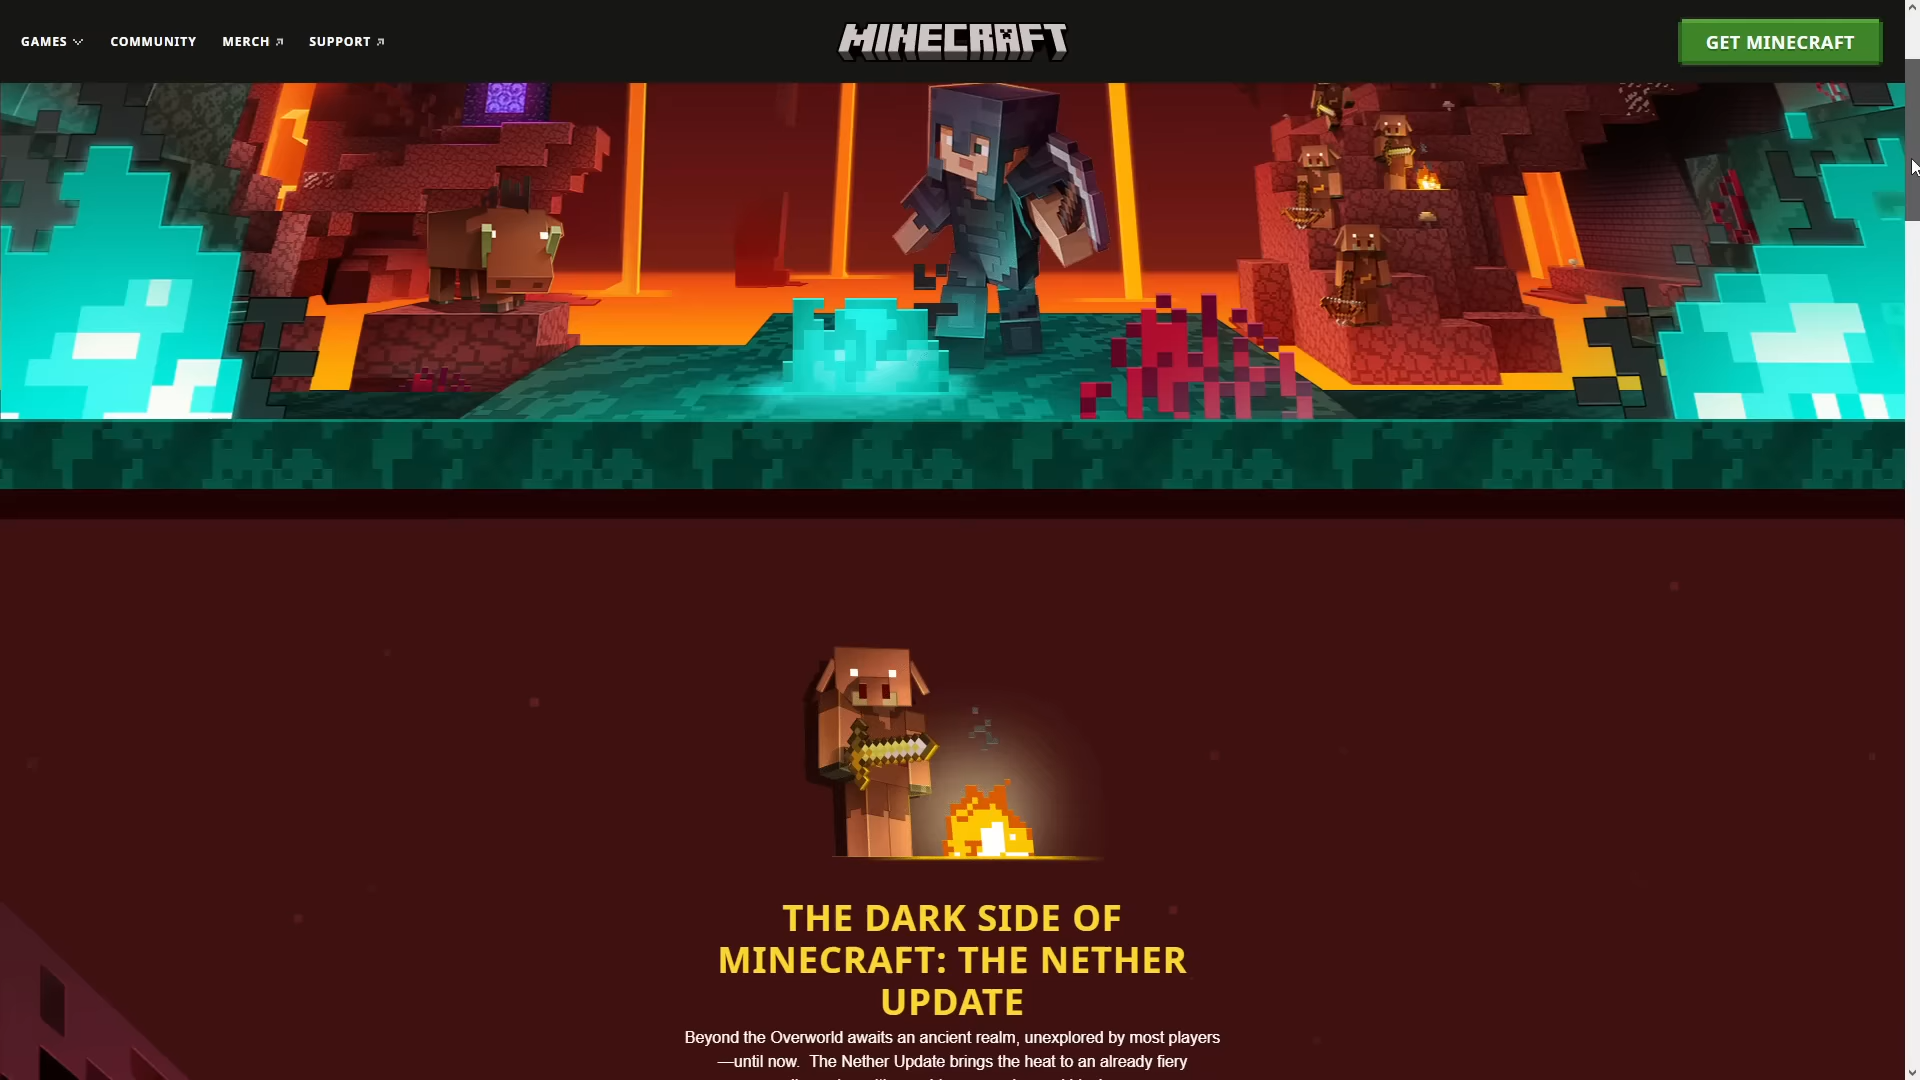 GAMES COMMUNITY MERCH SUPPORT MINECRAFT GET MINECRAFT
THE DARK SIDE OF
MINECRAFT: THE NETHER
UPDATE
Beyond the Overworld awaits an ancient realm, unexplored by most players
—until now. The Nether Update brings the heat to an already fiery